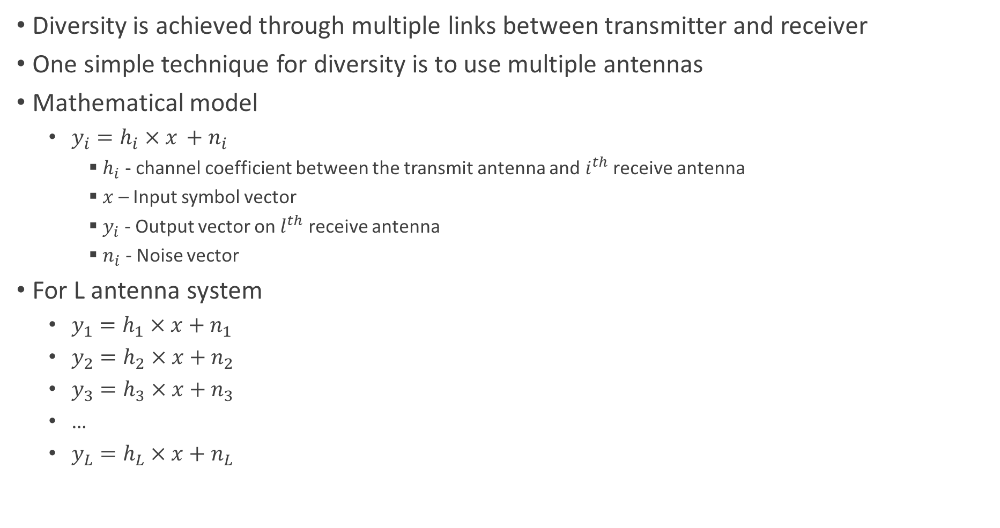 • Diversity is achieved through multiple links between transmitter and receiver
• One simple technique for diversity is to use multiple antennas
• Mathematical model
• $y_i = h_i \times x + n_i$
▪ $h_i$ - channel coefficient between the transmit antenna and $i^{th}$ receive antenna
▪ $x$ – Input symbol vector
▪ $y_i$ - Output vector on $l^{th}$ receive antenna
▪ $n_i$ - Noise vector
• For L antenna system
• $y_1 = h_1 \times x + n_1$
• $y_2 = h_2 \times x + n_2$
• $y_3 = h_3 \times x + n_3$
• …
• $y_L = h_L \times x + n_L$